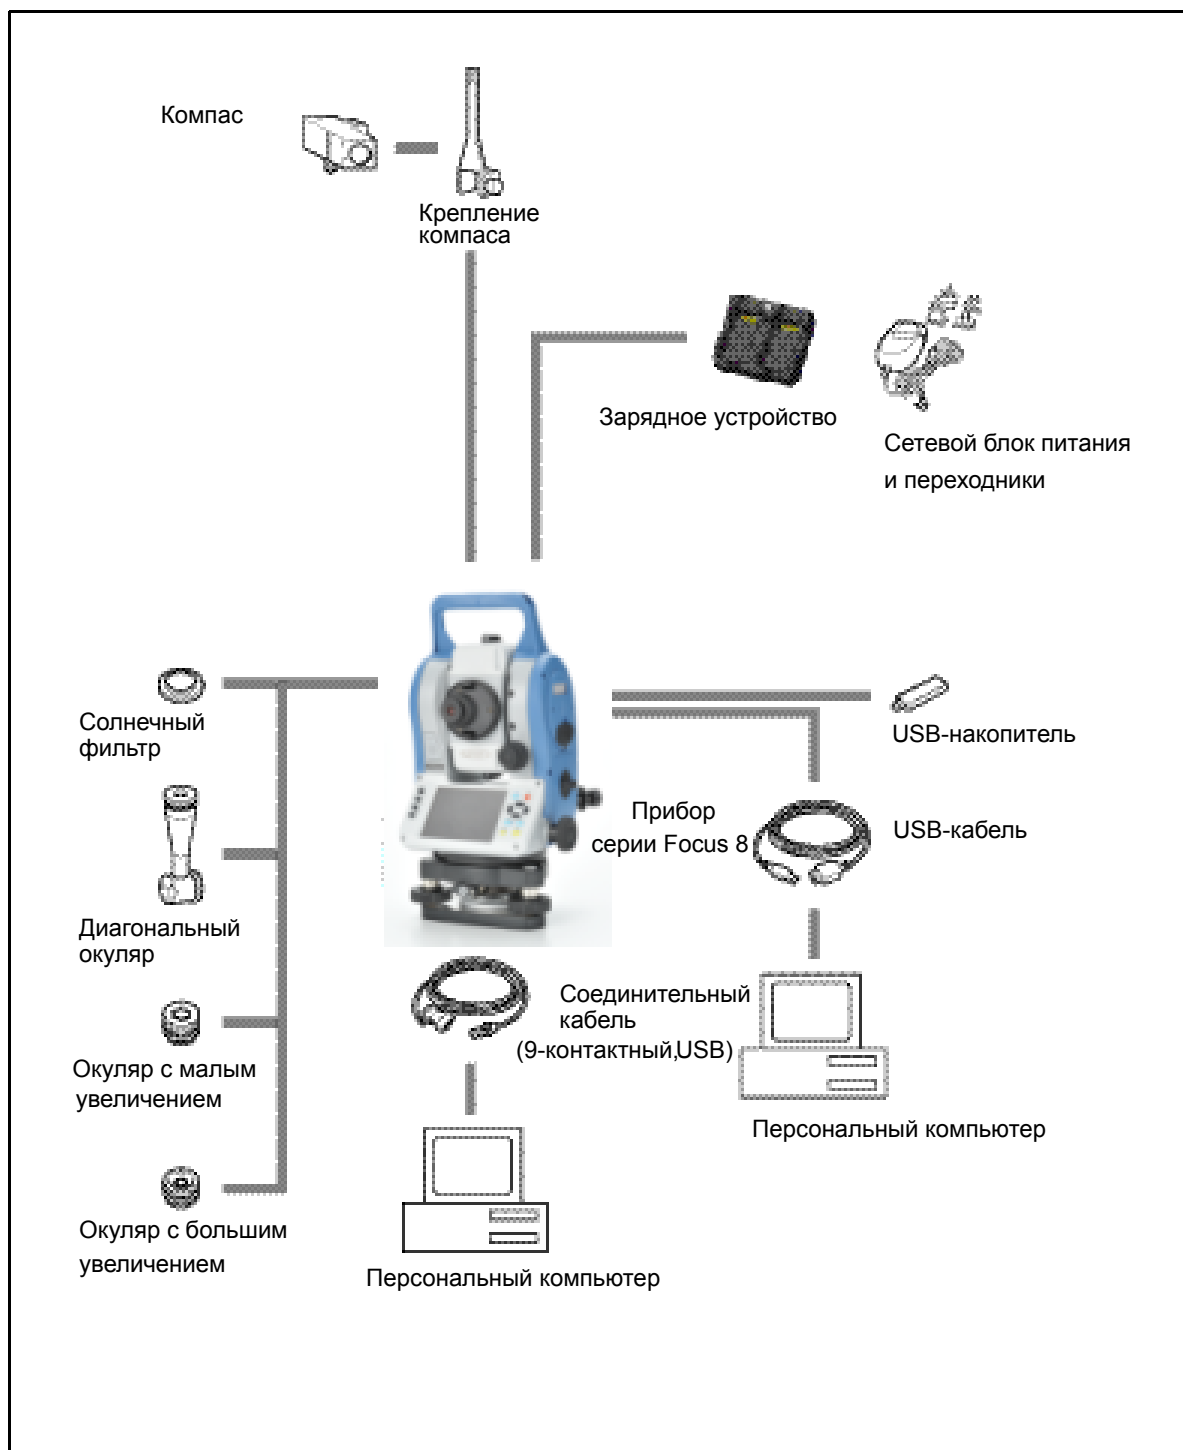 Компас
Крепление
компаса
Зарядное устройство
Сетевой блок питания
и переходники
Солнечный
фильтр
USB-накопитель
Прибор
серии Focus 8
USB-кабель
Диагональный
окуляр
Соединительный
кабель
(9-контактный,USB)
Окуляр с малым
увеличением
Персональный компьютер
Окуляр с большим
увеличением
Персональный компьютер